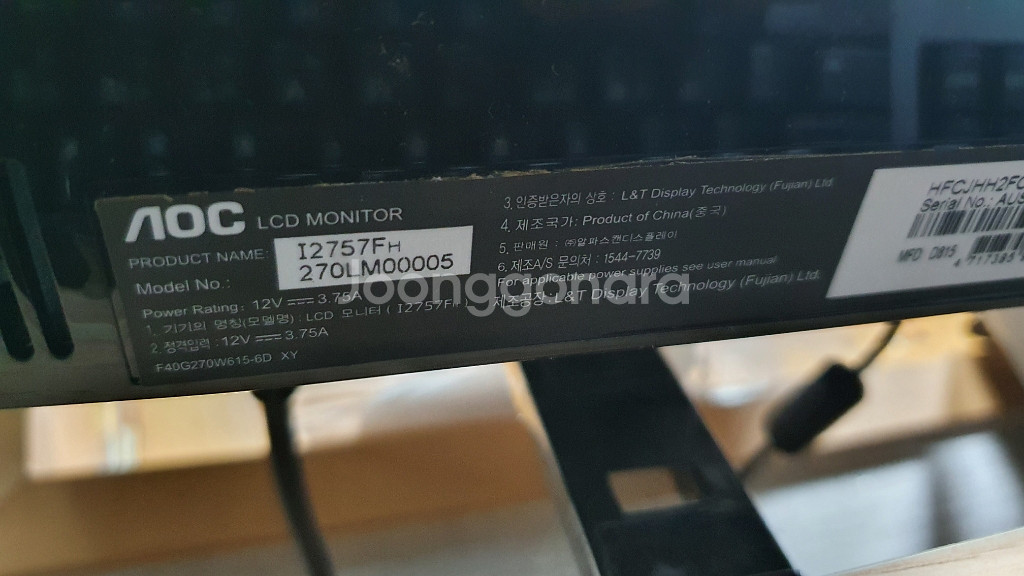 AOC LCD MONITOR
PRODUCT NAME: I2757FH
Model No.: 270LM00005
Power Rating: 12V 3.75A
1. 기기의 명칭(모델명) : LCD 모니터 ( I2757FH )
2. 정격입력 : 12V 3.75A
F40G270W615-6D XY
3. 인증받은자의 상호 : L&T Display Technology (Fujian) Ltd.
4. 제조국가: Product of China(중국)
5. 판매원 : ㈜알파스캔디스플레이
6. 제조A/S 문의처 : 1544-7739
For applicable power supplies see user manual
제조공장: L&T Display Technology (Fujian) Ltd.
HFCJHH2FC
Serial No.: AUS
MFD D815
Joonggonara